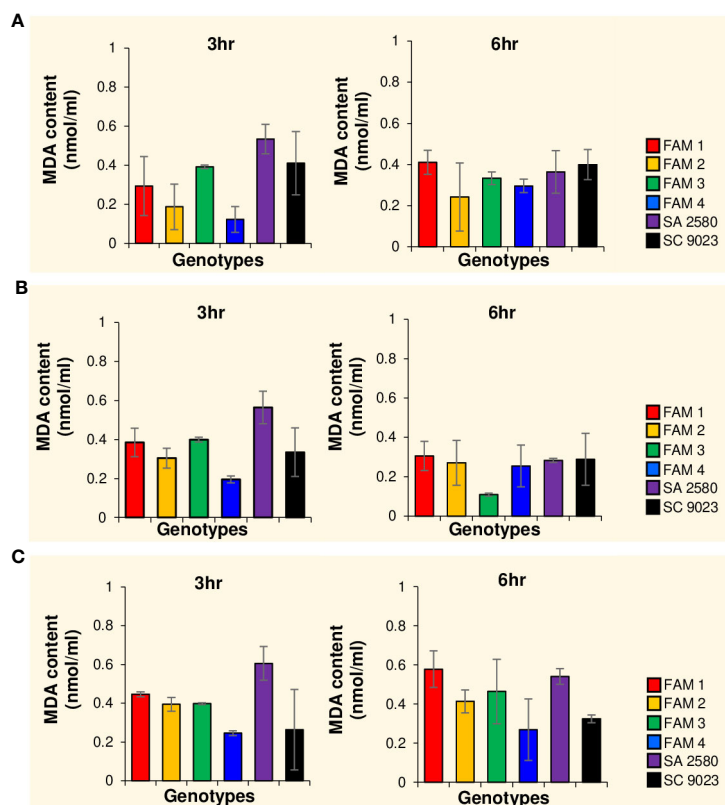 A
3hr
6hr
MDA content
(nmol/ml)
1
0.8
0.6
0.4
0.2
0
Genotypes
MDA content
(nmol/ml)
1
0.8
0.6
0.4
0.2
0
Genotypes
FAM 1
FAM 2
FAM 3
FAM 4
SA 2580
SC 9023
B
3hr
6hr
MDA content
(nmol/ml)
1
0.8
0.6
0.4
0.2
0
Genotypes
MDA content
(nmol/ml)
1
0.8
0.6
0.4
0.2
0
Genotypes
FAM 1
FAM 2
FAM 3
FAM 4
SA 2580
SC 9023
C
3hr
6hr
MDA content
(nmol/ml)
1
0.8
0.6
0.4
0.2
0
Genotypes
MDA content
(nmol/ml)
1
0.8
0.6
0.4
0.2
0
Genotypes
FAM 1
FAM 2
FAM 3
FAM 4
SA 2580
SC 9023